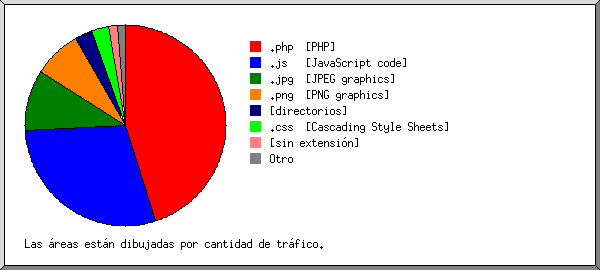 .php  [PHP]
.js   [JavaScript code]
.jpg  [JPEG graphics]
.png  [PNG graphics]
[directorios]
.css  [Cascading Style Sheets]
[sin extensión]
Otro
Las áreas están dibujadas por cantidad de tráfico.